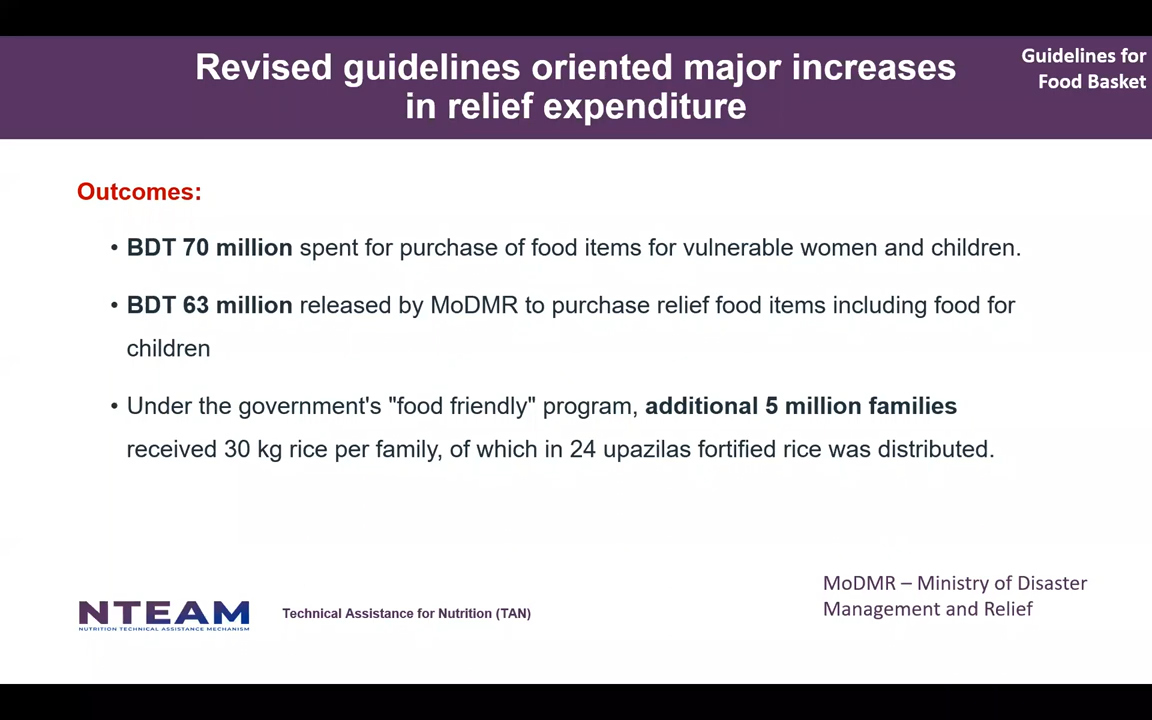 Revised guidelines oriented major increases
in relief expenditure
Guidelines for
Food Basket
Outcomes:
• BDT 70 million spent for purchase of food items for vulnerable women and children.
• BDT 63 million released by MoDMR to purchase relief food items including food for
children
• Under the government's "food friendly" program, additional 5 million families
received 30 kg rice per family, of which in 24 upazilas fortified rice was distributed.
MoDMR – Ministry of Disaster
Management and Relief
NTEAM
NUTRITION TECHNICAL ASSISTANCE MECHANISM
Technical Assistance for Nutrition (TAN)